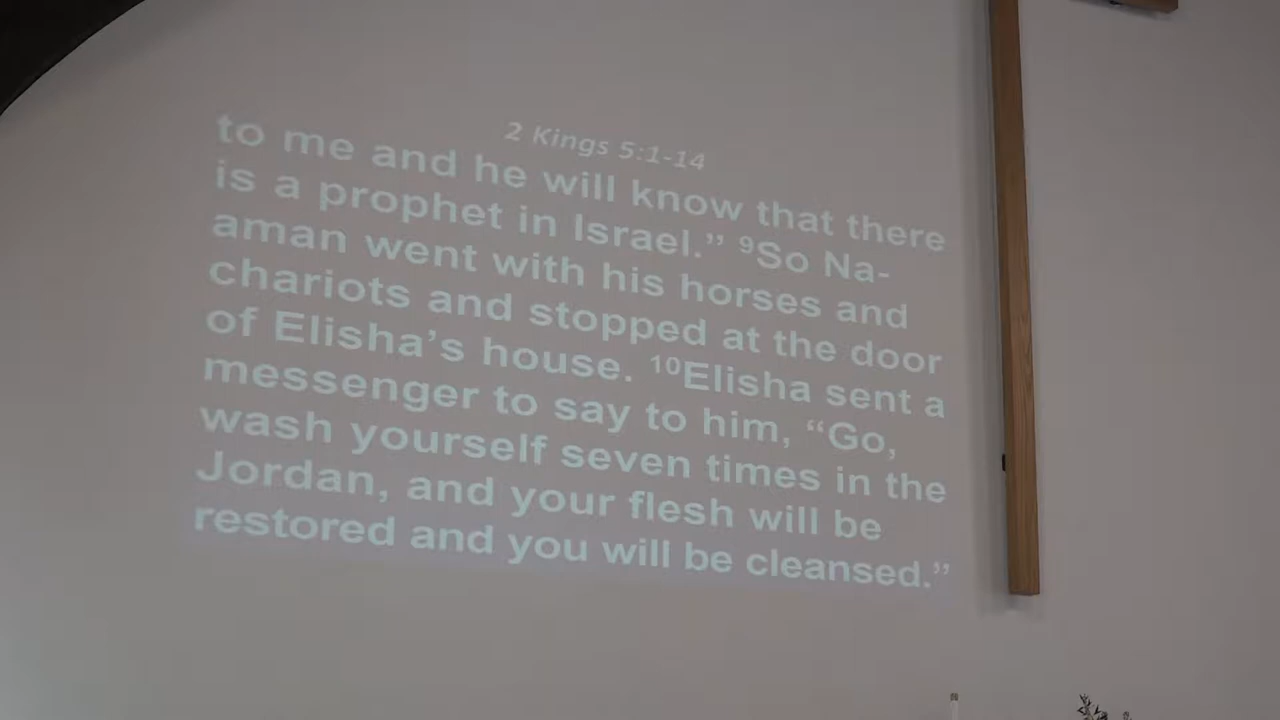 2 Kings 5:1-14
to me and he will know that there
is a prophet in Israel.” ⁹So Na-
aman went with his horses and
chariots and stopped at the door
of Elisha’s house. ¹⁰Elisha sent a
messenger to say to him, “Go,
wash yourself seven times in the
Jordan, and your flesh will be
restored and you will be cleansed.”